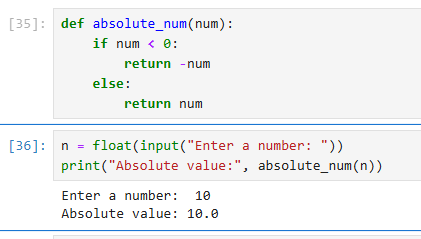 [35]: def absolute_num(num):
    if num < 0:
        return -num
    else:
        return num
[36]: n = float(input("Enter a number: "))
print("Absolute value:", absolute_num(n))
Enter a number:  10
Absolute value: 10.0